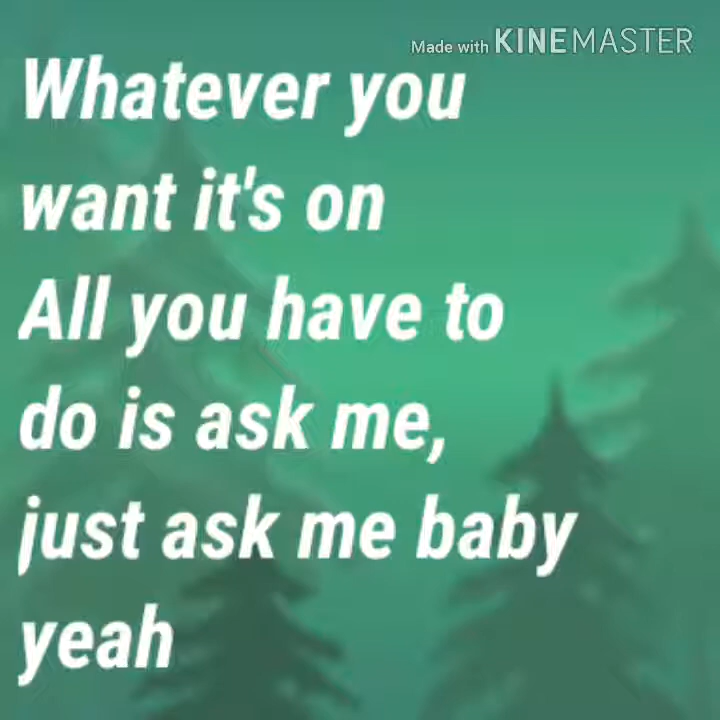 Made with KINEMASTER
Whatever you
want it's on
All you have to
do is ask me,
just ask me baby
yeah